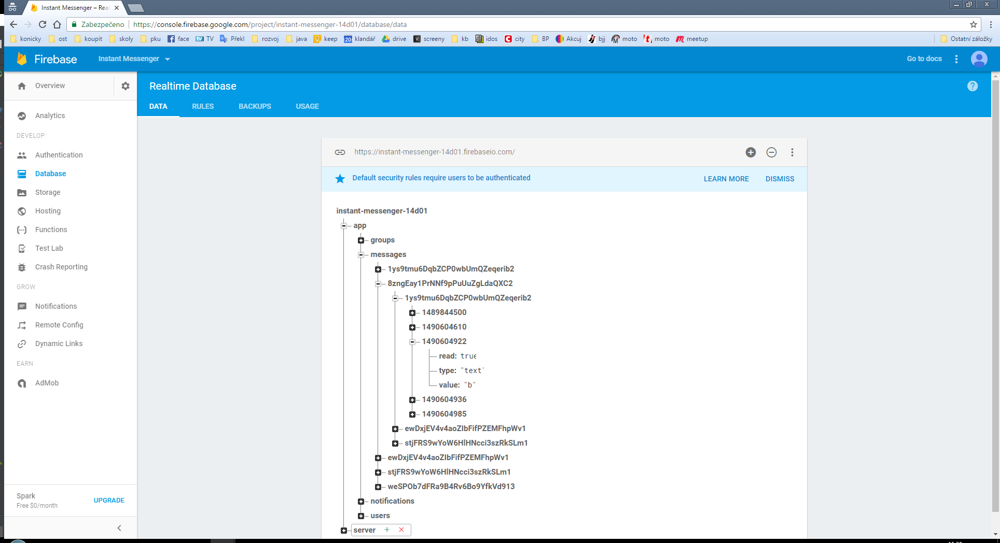 Instant Messenger – Real
Zabezpečeno https://console.firebase.google.com/project/instant-messenger-14d01/database/data
konicky ost koupit skoly pku face TV Překl rozvoj java keep 20 klandář drive screeny kb idos city BP Akcuj bjj moto moto meetup Ostatní záložky
Firebase Instant Messenger Go to docs
Overview
Realtime Database
DATA RULES BACKUPS USAGE
Analytics
DEVELOP
Authentication
Database
Storage
Hosting
Functions
Test Lab
Crash Reporting
GROW
Notifications
Remote Config
Dynamic Links
EARN
AdMob
Spark
Free $0/month
UPGRADE
https://instant-messenger-14d01.firebaseio.com/
Default security rules require users to be authenticated LEARN MORE DISMISS
instant-messenger-14d01
app
groups
messages
1ys9tmu6DqbZCP0wbUmQZeqerib2
8zngEay1PrNNf9pPuUuZgLdaQXC2
1ys9tmu6DqbZCP0wbUmQZeqerib2
1489844500
1490604610
1490604922
read: true
type: "text"
value: "b"
1490604936
1490604985
ewDxjEV4v4aoZIbFifPZEMFhpWv1
stjFRS9wYoW6HlHNcci3szRkSLm1
ewDxjEV4v4aoZIbFifPZEMFhpWv1
stjFRS9wYoW6HlHNcci3szRkSLm1
weSPOb7dFRa9B4Rv6Bo9YfkVd913
notifications
users
server